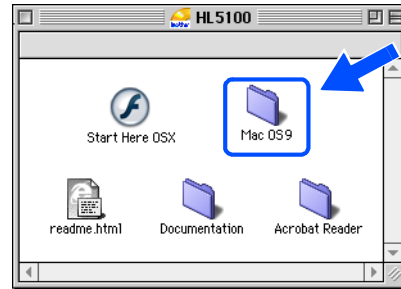 HL5100
Start Here OSX
Mac OS9
readme.html
Documentation
Acrobat Reader